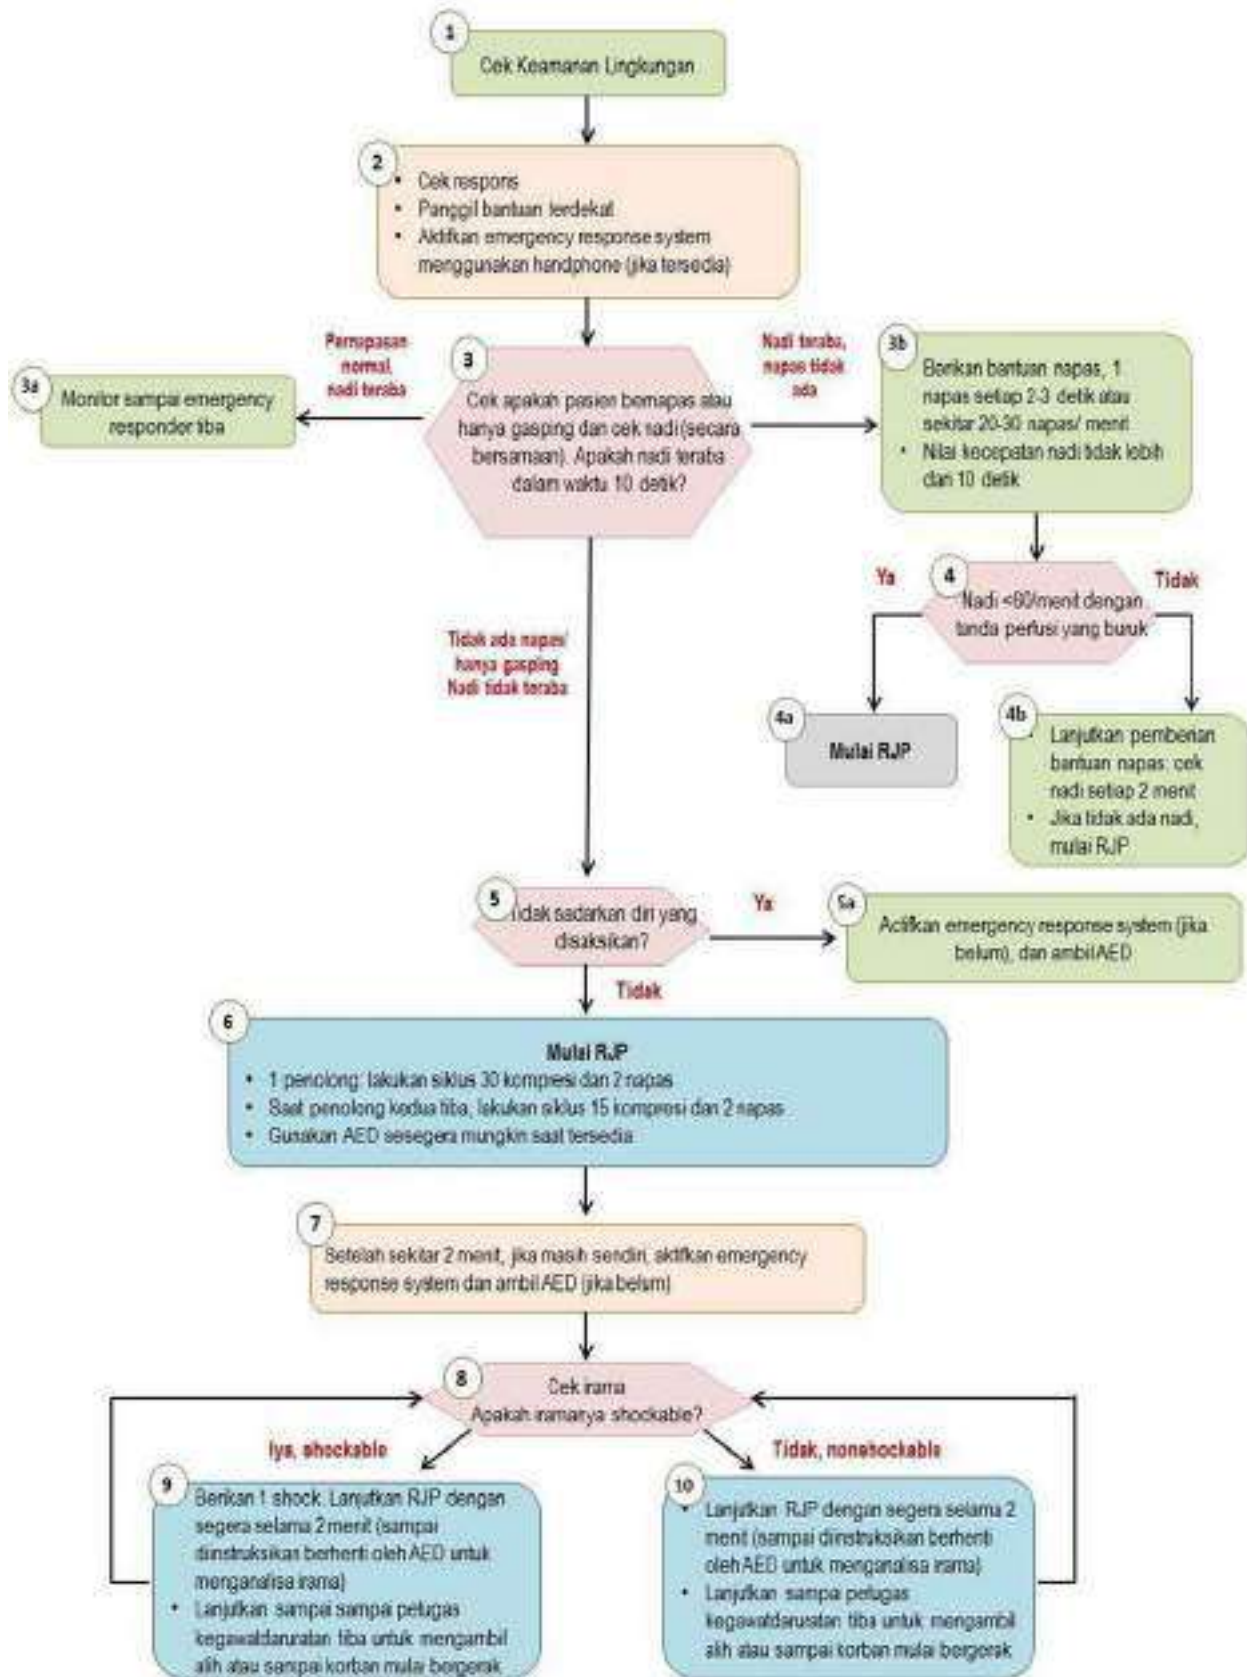 1
Cek Keamanan Lingkungan
2
• Cek respons
• Panggil bantuan terdekat
• Aktifkan emergency response system
menggunakan handphone (jika tersedia)
Pernapasan
normal,
nadi teraba
3
Nadi teraba,
napas tidak
ada
3a
Monitor sampai emergency
responder tiba
Cek apakah pasien bernapas atau
hanya gasping dan cek nadi (secara
bersamaan). Apakah nadi teraba
dalam waktu 10 detik?
3b
Berikan bantuan napas, 1
napas setiap 2-3 detik atau
sekitar 20-30 napas/ menit
• Nilai kecepatan nadi tidak lebih
dari 10 detik
Ya
4
Tidak
Nadi <60/menit dengan
tanda perfusi yang buruk
Tidak ada napas/
hanya gasping
Nadi tidak teraba
4a
Mulai RJP
4b
• Lanjutkan pemberian
bantuan napas: cek
nadi setiap 2 menit
• Jika tidak ada nadi,
mulai RJP
5
Tidak sadarkan diri yang
disaksikan?
Ya
5a
Actifkan emergency response system (jika
belum), dan ambil AED
Tidak
6
Mulai RJP
• 1 penolong: lakukan siklus 30 kompresi dan 2 napas
• Saat penolong kedua tiba, lakukan siklus 15 kompresi dan 2 napas
• Gunakan AED sesegera mungkin saat tersedia
7
Setelah sekitar 2 menit, jika masih sendiri, aktifkan emergency
response system dan ambil AED (jika belum)
8
Cek irama
Apakah iramanya shockable?
Iya, shockable
Tidak, nonshockable
9
Berikan 1 shock. Lanjutkan RJP dengan
segera selama 2 menit (sampai
diinstruksikan berhenti oleh AED untuk
menganalisa irama)
• Lanjutkan sampai sampai petugas
kegawatdaruratan tiba untuk mengambil
alih atau sampai korban mulai bergerak
10
• Lanjutkan RJP dengan segera selama 2
menit (sampai diinstruksikan berhenti
oleh AED untuk menganalisa irama)
• Lanjutkan sampai petugas
kegawatdaruratan tiba untuk mengambil
alih atau sampai korban mulai bergerak